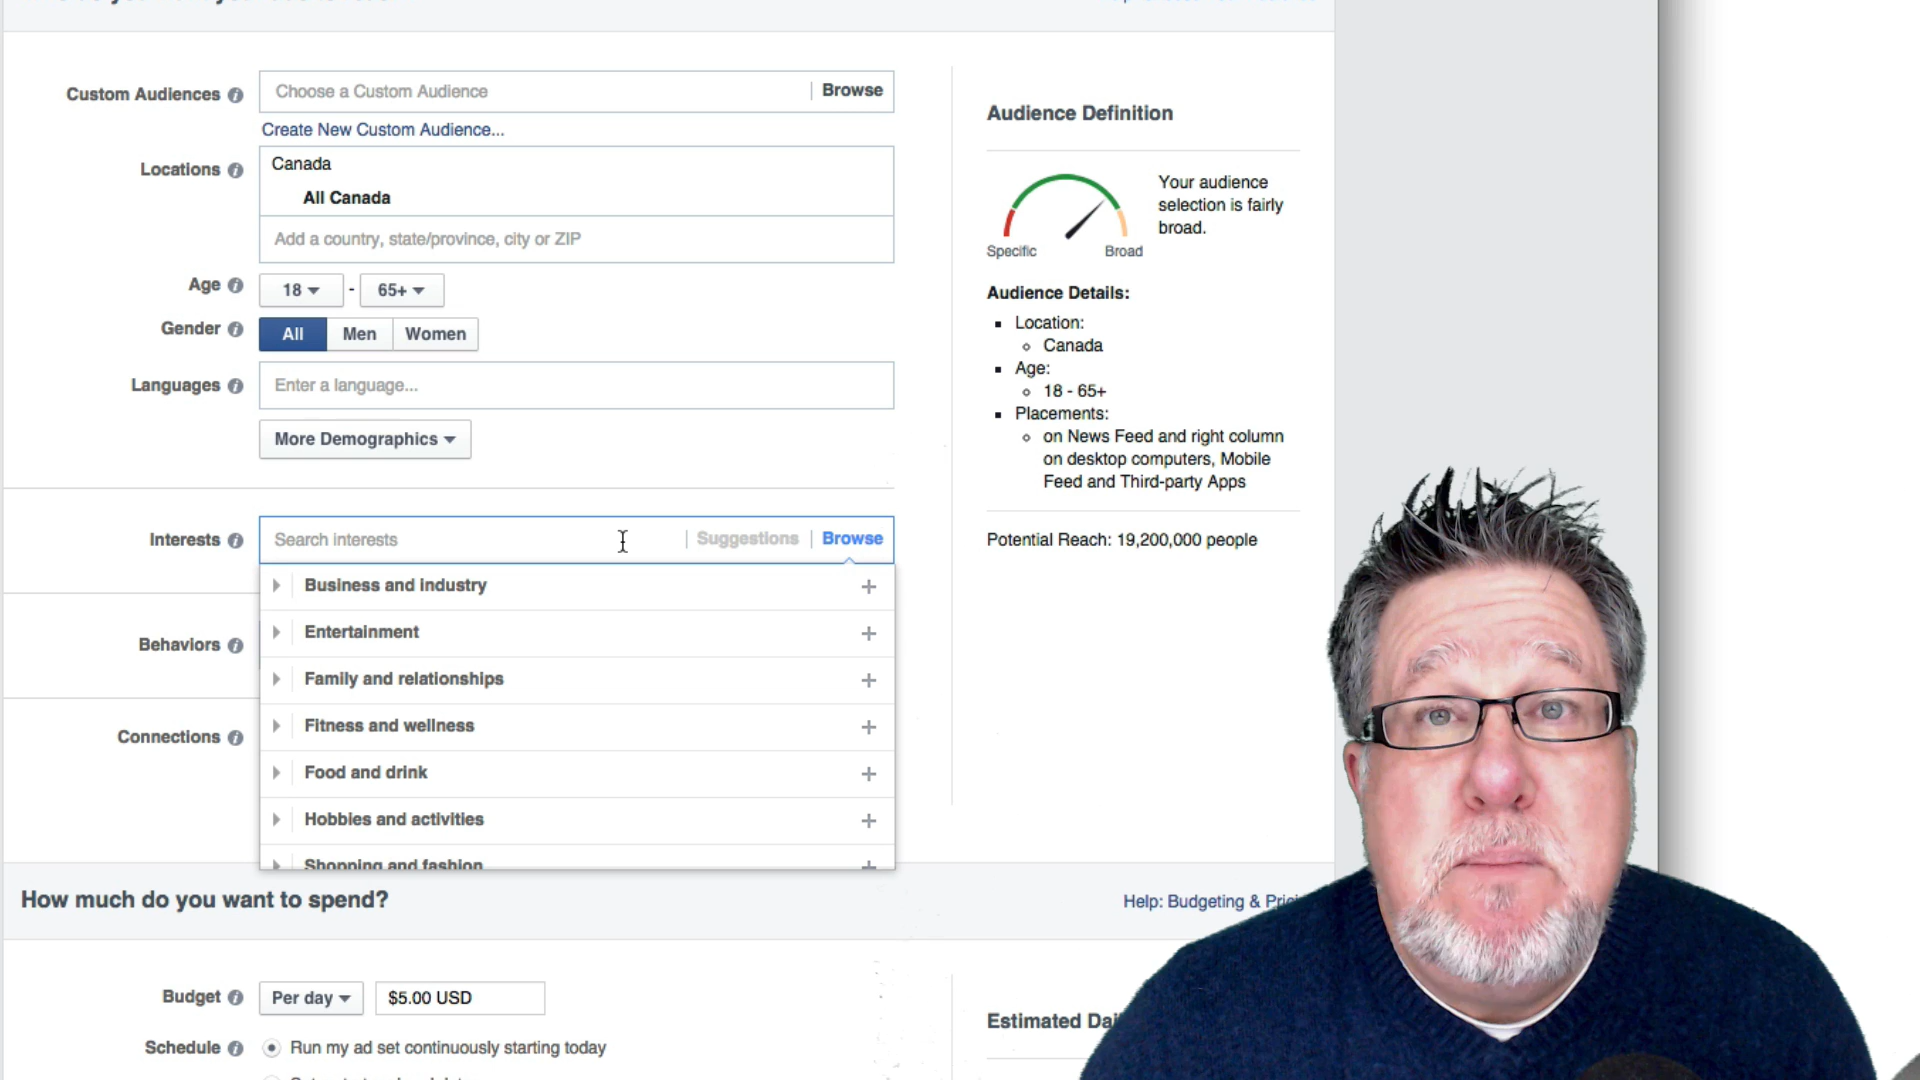 Custom Audiences
Choose a Custom Audience
Browse
Create New Custom Audience...
Locations
Canada
All Canada
Add a country, state/province, city or ZIP
Age
18 - 65+
Gender
All Men Women
Languages
Enter a language...
More Demographics
Interests
Search interests
Suggestions
Browse
Business and industry
Entertainment
Behaviors
Family and relationships
Fitness and wellness
Connections
Food and drink
Hobbies and activities
Shopping and fashion
Audience Definition
Your audience
selection is fairly
broad.
Specific
Broad
Audience Details:
Location:
Canada
Age:
18 - 65+
Placements:
on News Feed and right column
on desktop computers, Mobile
Feed and Third-party Apps
Potential Reach: 19,200,000 people
How much do you want to spend?
Help: Budgeting &
Budget
Per day
$5.00 USD
Schedule
Run my ad set continuously starting today
Estimated